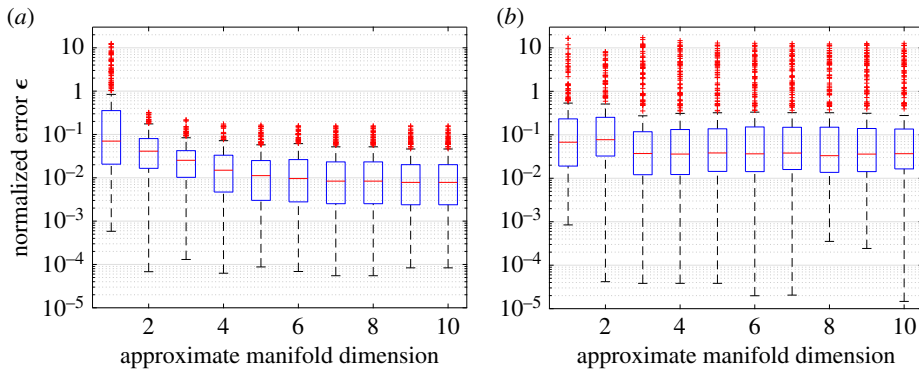 (a)
(b)
normalized error ϵ
10
1
10⁻¹
10⁻²
10⁻³
10⁻⁴
10⁻⁵
2 4 6 8 10
approximate manifold dimension
10
1
10⁻¹
10⁻²
10⁻³
10⁻⁴
10⁻⁵
2 4 6 8 10
approximate manifold dimension